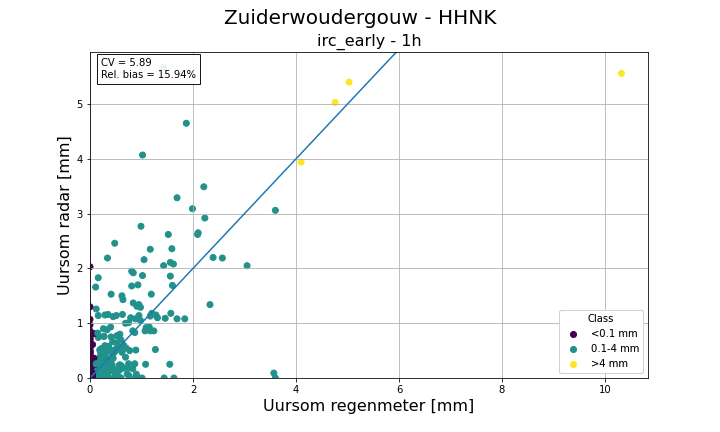 Zuiderwoudergouw - HHNK
irc_early - 1h
CV = 5.89
Rel. bias = 15.94%
Uursom radar [mm]
5
4
3
2
1
0
0
2
4
6
8
10
Uursom regenmeter [mm]
Class
<0.1 mm
0.1-4 mm
>4 mm